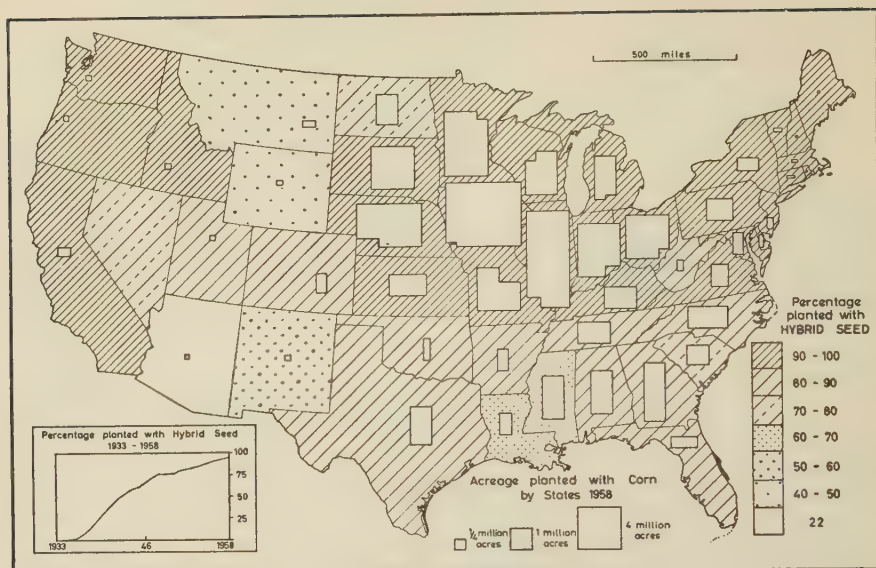 500 miles
Percentage
planted with
HYBRID SEED
90 - 100
80 - 90
70 - 80
60 - 70
50 - 60
40 - 50
22
Percentage planted with Hybrid Seed
1933 - 1958
100
75
50
25
1933
46
1958
Acreage planted with Corn
by States 1958
¼ million
acres
1 million
acres
4 million
acres